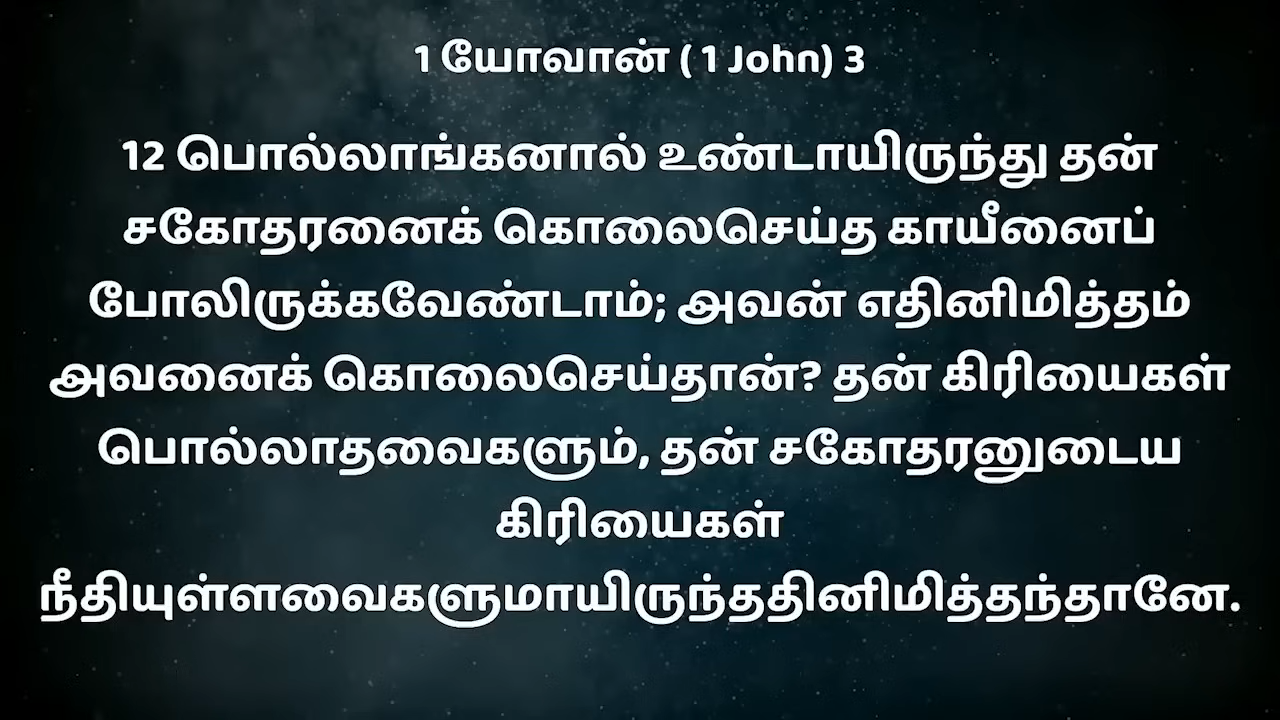 1 யோவான் ( 1 John) 3
12 பொல்லாங்கனால் உண்டாயிருந்து தன்
சகோதரனைக் கொலைசெய்த காயீனைப்
போலிருக்கவேண்டாம்; அவன் எதினிமித்தம்
அவனைக் கொலைசெய்தான்? தன் கிரியைகள்
பொல்லாதவைகளும், தன் சகோதரனுடைய
கிரியைகள்
நீதியுள்ளவைகளுமாயிருந்ததினிமித்தந்தானே.